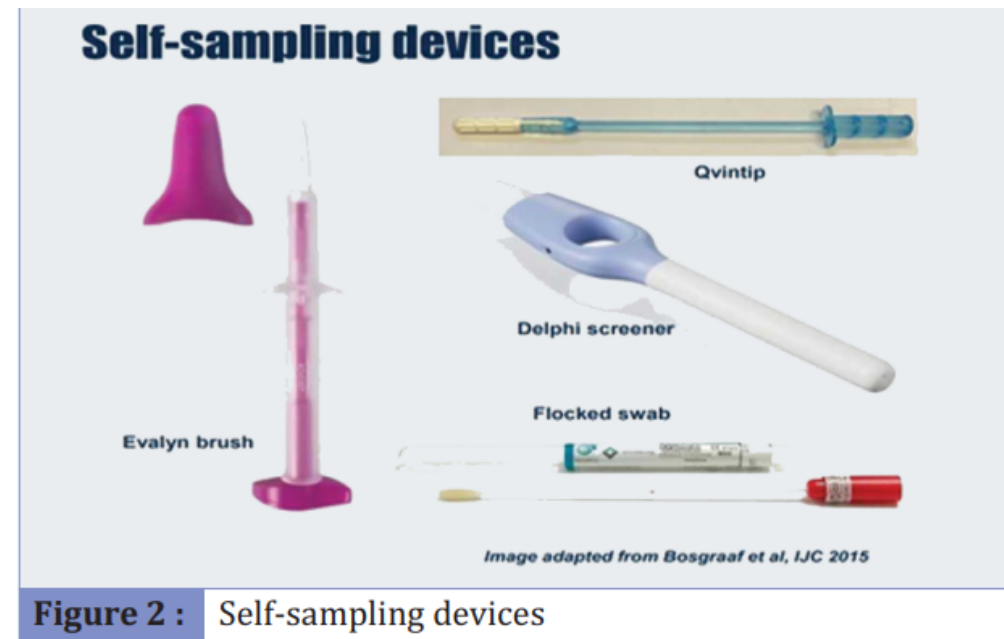 Self-sampling devices
Qvintip
Delphi screener
Flocked swab
Evalyn brush
Image adapted from Bosgraaf et al, IJC 2015
Figure 2 : Self-sampling devices